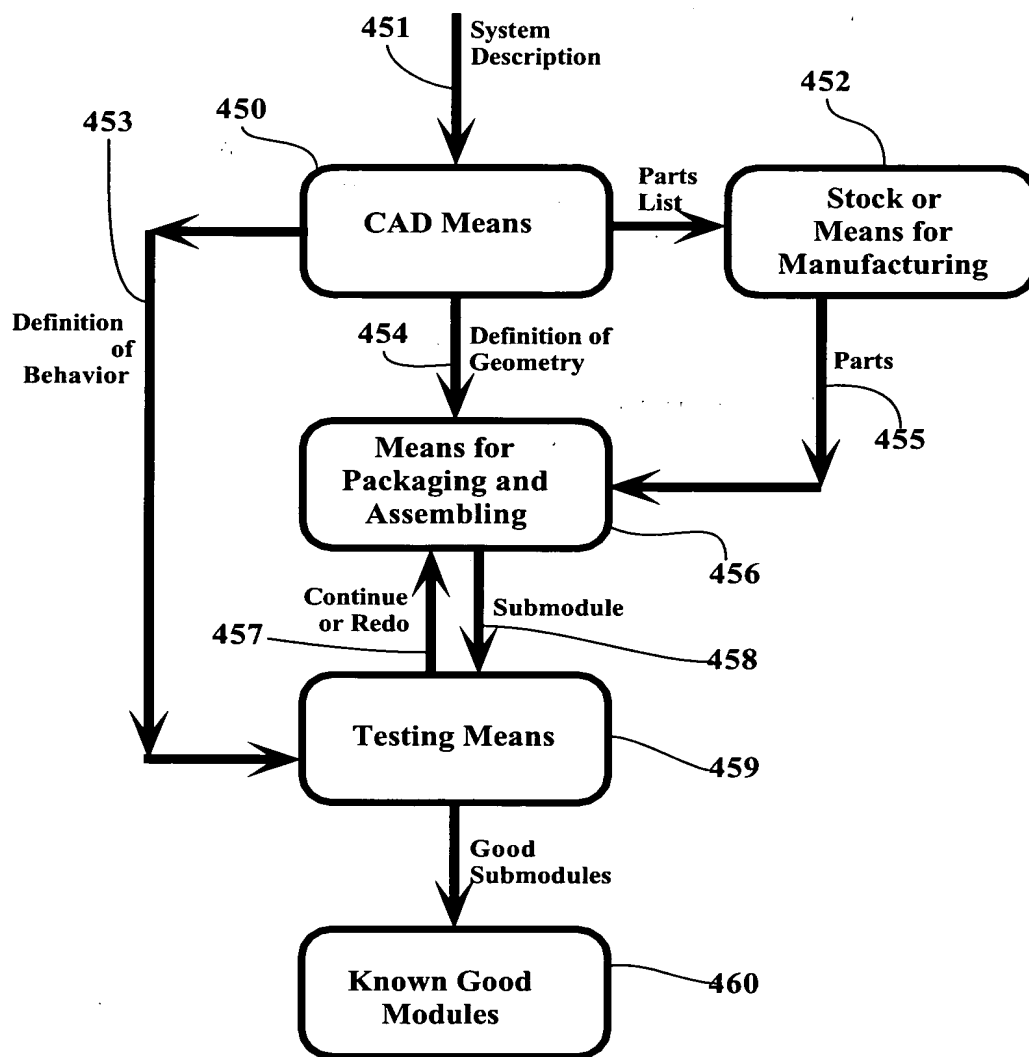 451
System
Description
452
450
453
Parts
List
CAD Means
Stock or
Means for
Manufacturing
Definition
of
Behavior
454
Definition of
Geometry
Parts
455
Means for
Packaging and
Assembling
456
Continue
or Redo
457
Submodule
458
Testing Means
459
Good
Submodules
Known Good
Modules
460